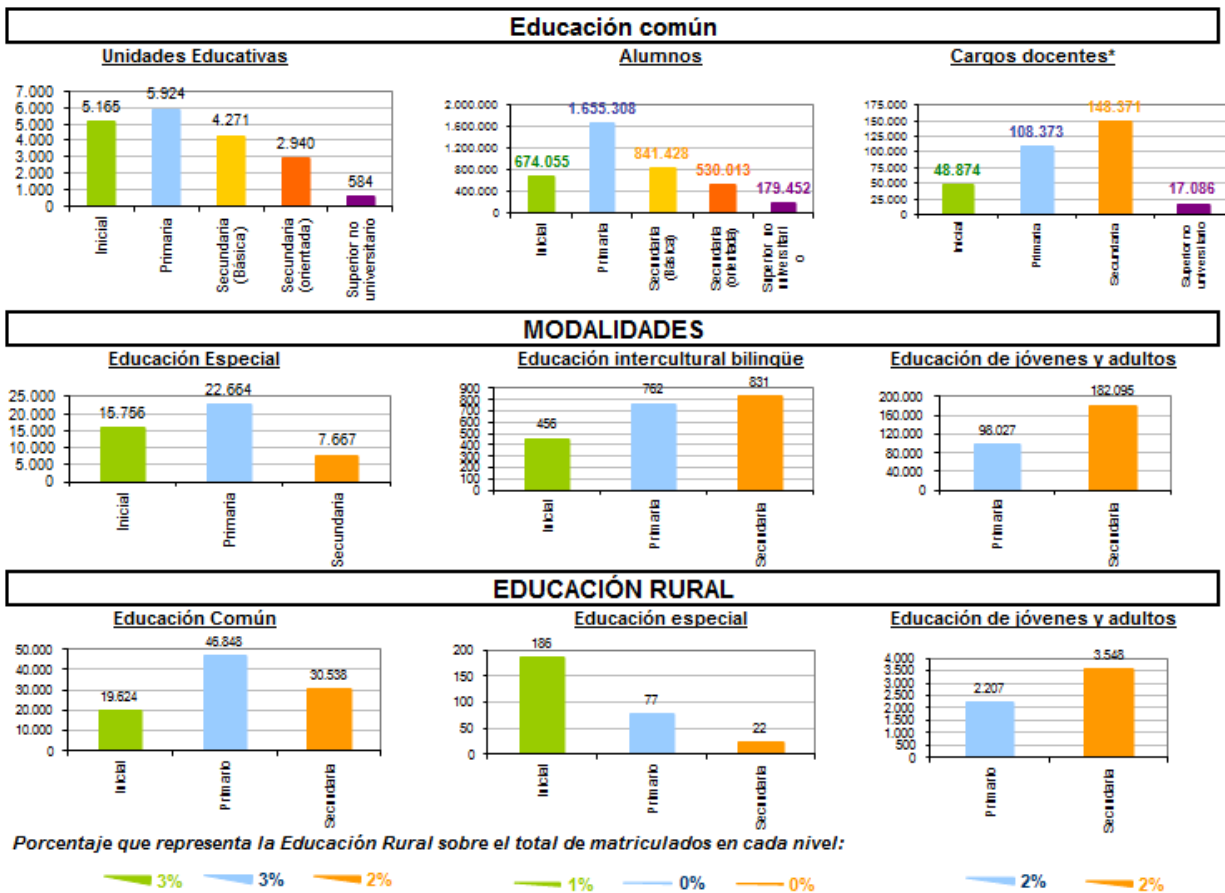 Educación común
Unidades Educativas
7.000
6.000
5.000
4.000
3.000
2.000
1.000
0
5.165
5.924
4.271
2.940
584
Inicial
Primaria
Secundaria
(Básica)
Secundaria
(orientada)
Superior no
universitario
Alumnos
2.000.000
1.600.000
1.200.000
800.000
400.000
0
674.055
1.655.308
841.428
530.013
179.452
Inicial
Primaria
Secundaria
(Básica)
Secundaria
(orientada)
Superior no
universitari
o
Cargos docentes*
175.000
150.000
125.000
100.000
75.000
50.000
25.000
0
48.874
108.373
148.371
17.086
Inicial
Primaria
Secundaria
Superior no
universitario
MODALIDADES
Educación Especial
25.000
20.000
15.000
10.000
5.000
0
15.756
22.664
7.667
Inicial
Primaria
Secundaria
Educación intercultural bilingüe
900
800
700
600
500
400
300
200
100
0
456
762
831
Inicial
Primaria
Secundaria
Educación de jóvenes y adultos
200.000
160.000
120.000
80.000
40.000
0
98.027
182.095
Primaria
Secundaria
EDUCACIÓN RURAL
Educación Común
50.000
40.000
30.000
20.000
10.000
0
19.624
46.848
30.538
Inicial
Primaria
Secundaria
Educación especial
200
150
100
50
0
186
77
22
Inicial
Primario
Secundaria
Educación de jóvenes y adultos
4.000
3.500
3.000
2.500
2.000
1.500
1.000
500
0
2.207
3.548
Primario
Secundaria
Porcentaje que representa la Educación Rural sobre el total de matriculados en cada nivel:
3% 3% 2% 1% 0% 0% 2% 2%